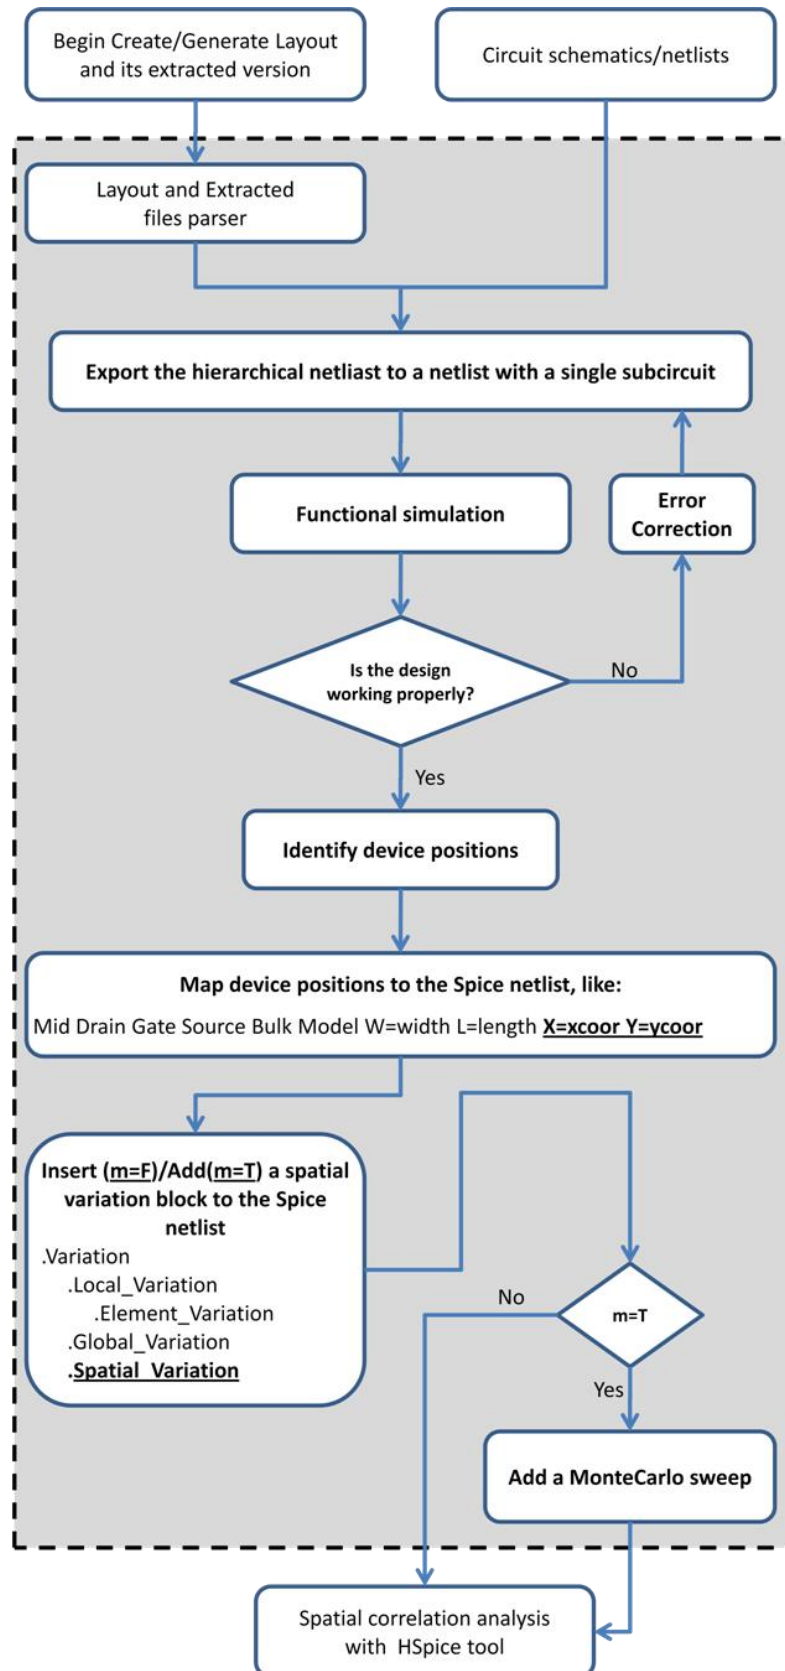 Begin Create/Generate Layout
and its extracted version
Circuit schematics/netlists
Layout and Extracted
files parser
Export the hierarchical netliast to a netlist with a single subcircuit
Functional simulation
Error
Correction
Is the design
working properly?
No
Yes
Identify device positions
Map device positions to the Spice netlist, like:
Mid Drain Gate Source Bulk Model W=width L=length X=xcoor Y=ycoor
Insert (m=F)/Add(m=T) a spatial
variation block to the Spice
netlist
.Variation
.Local_Variation
.Element_Variation
.Global_Variation
.Spatial_Variation
No
m=T
Yes
Add a MonteCarlo sweep
Spatial correlation analysis
with HSpice tool